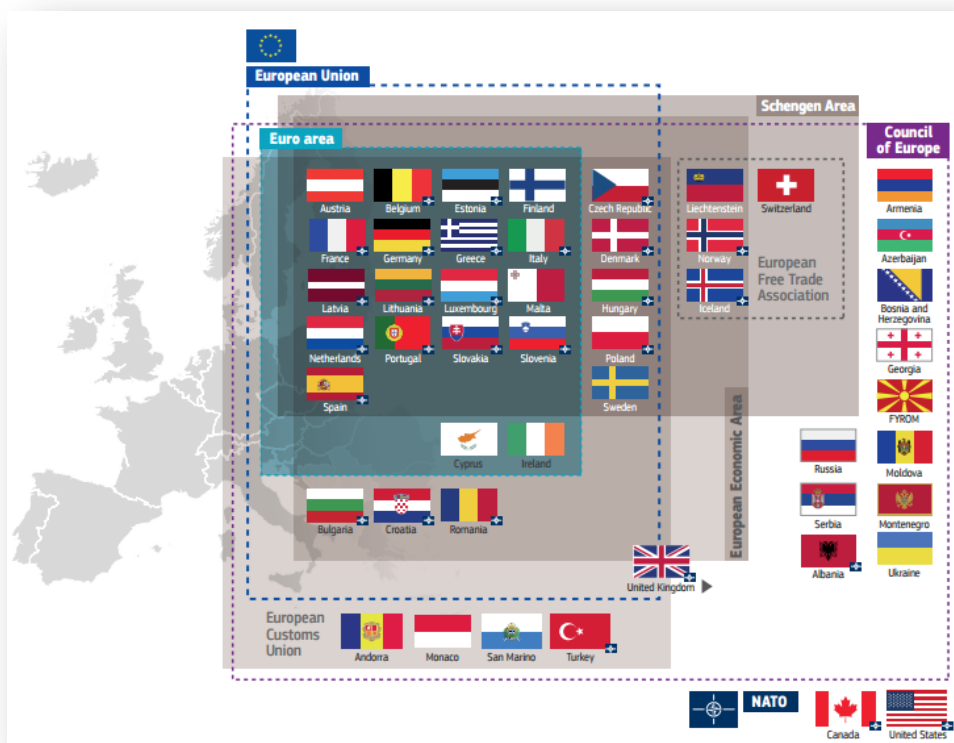 European Union
Schengen Area
Euro area
Council
of Europe
Austria
Belgium
Estonia
Finland
Czech Republic
Liechtenstein
Switzerland
Armenia
France
Germany
Greece
Italy
Denmark
Norway
European
Free Trade
Association
Azerbaijan
Latvia
Lithuania
Luxembourg
Malta
Hungary
Iceland
Bosnia and
Herzegovina
Netherlands
Portugal
Slovakia
Slovenia
Poland
Georgia
Spain
Sweden
FYROM
European Economic Area
Cyprus
Ireland
Russia
Moldova
Bulgaria
Croatia
Romania
Serbia
Montenegro
United Kingdom
Albania
Ukraine
European
Customs
Union
Andorra
Monaco
San Marino
Turkey
NATO
Canada
United States